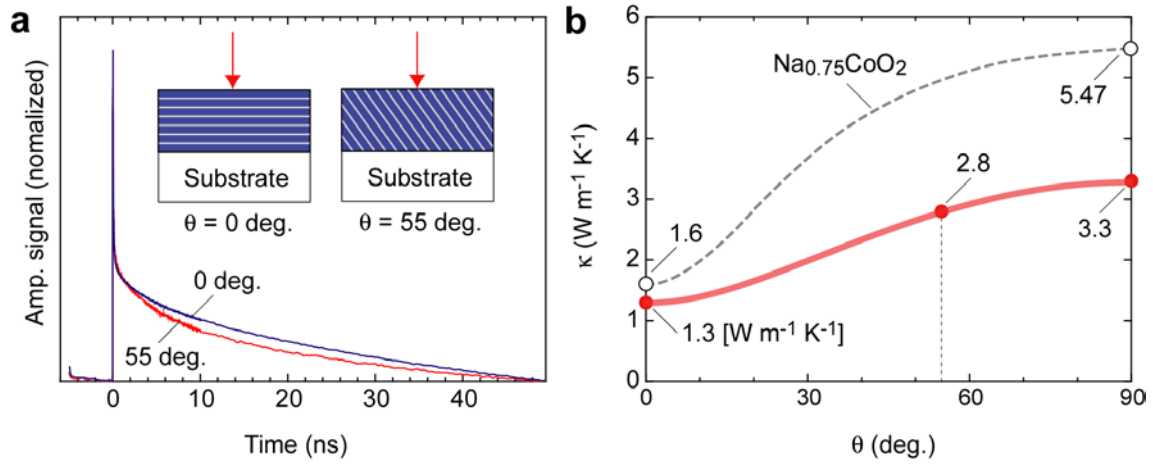 a
Amp. signal (nomalized)
Substrate
Substrate
θ = 0 deg.
θ = 55 deg.
0 deg.
55 deg.
0
10
20
30
40
Time (ns)
b
κ (W m⁻¹ K⁻¹)
6
5
4
3
2
1
0
Na₀.₇₅CoO₂
5.47
2.8
3.3
1.6
1.3 [W m⁻¹ K⁻¹]
0
30
60
90
θ (deg.)